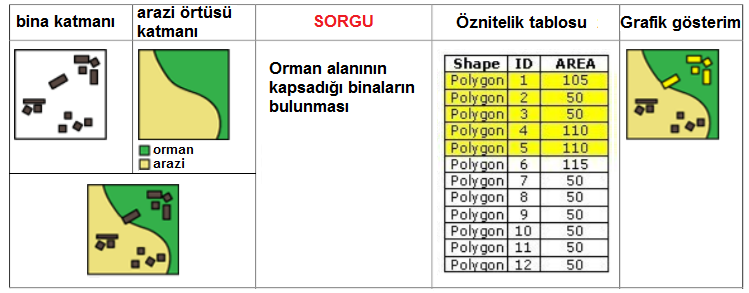 bina katmanı
arazi örtüsü
katmanı
SORGU
Öznitelik tablosu
Grafik gösterim
orman
arazi
Orman alanının
kapsadığı binaların
bulunması
Shape ID AREA
Polygon 1 105
Polygon 2 50
Polygon 3 50
Polygon 4 110
Polygon 5 110
Polygon 6 115
Polygon 7 50
Polygon 8 50
Polygon 9 50
Polygon 10 50
Polygon 11 50
Polygon 12 50